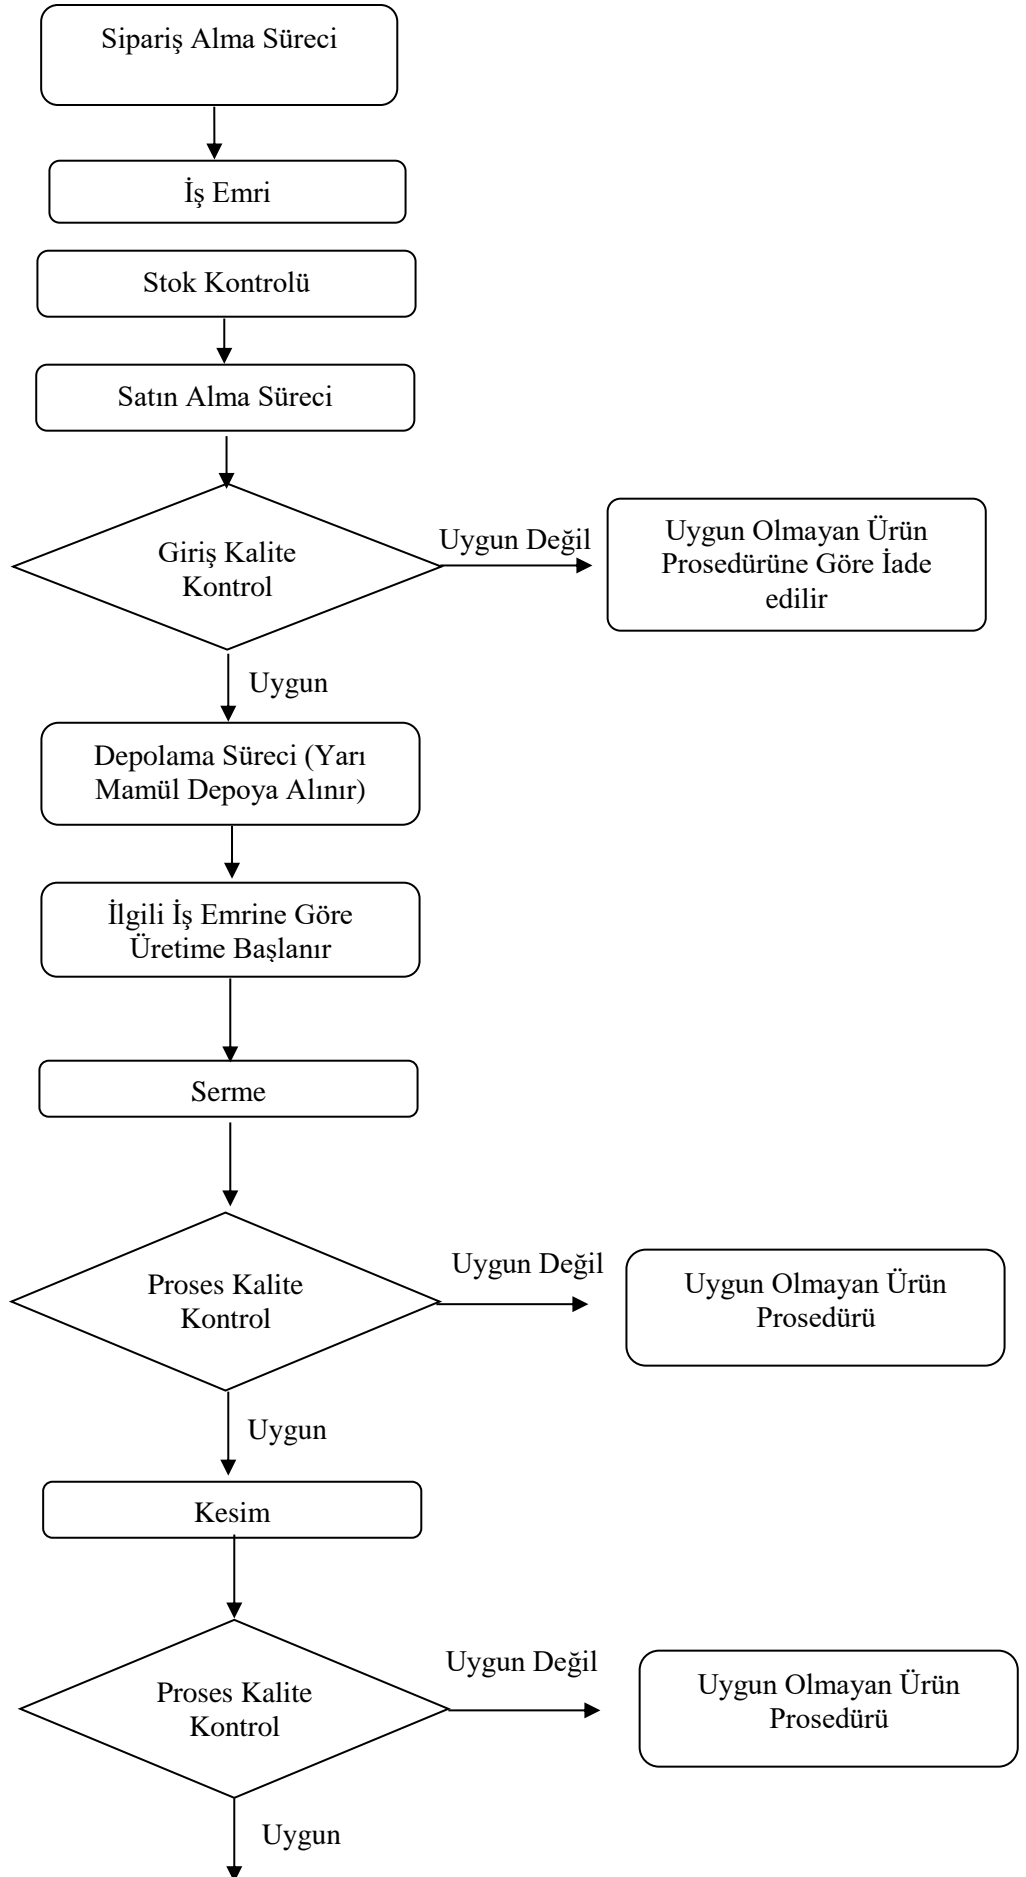 Sipariş Alma Süreci
İş Emri
Stok Kontrolü
Satın Alma Süreci
Giriş Kalite
Kontrol
Uygun Değil
Uygun Olmayan Ürün
Prosedürüne Göre İade
edilir
Uygun
Depolama Süreci (Yarı
Mamül Depoya Alınır)
İlgili İş Emrine Göre
Üretime Başlanır
Serme
Proses Kalite
Kontrol
Uygun Değil
Uygun Olmayan Ürün
Prosedürü
Uygun
Kesim
Proses Kalite
Kontrol
Uygun Değil
Uygun Olmayan Ürün
Prosedürü
Uygun